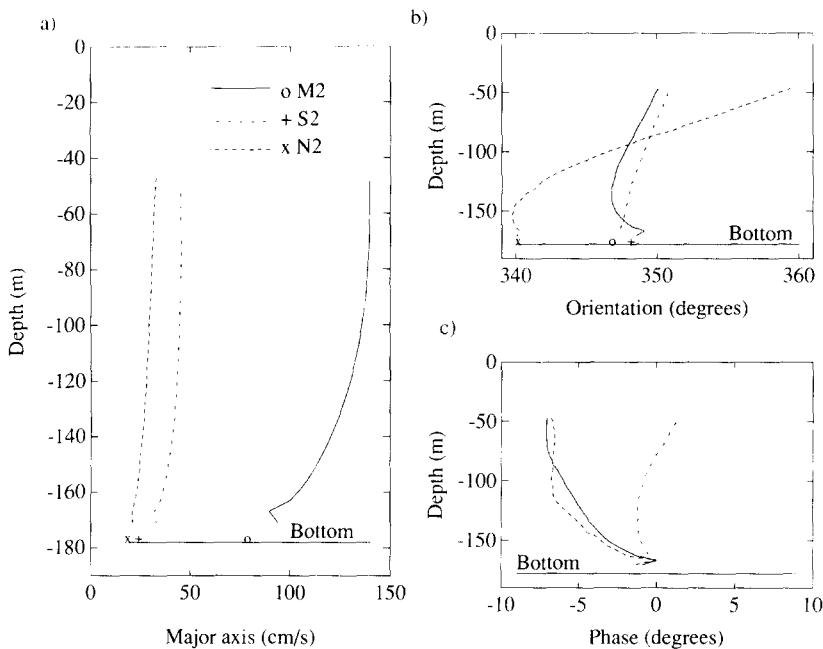 a)
0
-20
-40
-60
-80
-100
-120
-140
-160
-180
Depth (m)
o M2
+ S2
x N2
x + o
Bottom
0 50 100 150
Major axis (cm/s)
b)
0
-50
-100
-150
Depth (m)
x o +
Bottom
340 350 360
Orientation (degrees)
c)
0
-50
-100
-150
Depth (m)
Bottom
-10 -5 0 5 10
Phase (degrees)